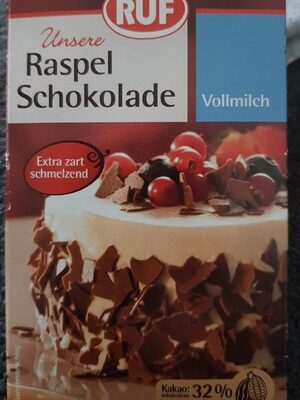 RUF
Unsere
Raspel
Schokolade
Vollmilch
Extra zart
schmelzend
Kakao:
mindestens
32%